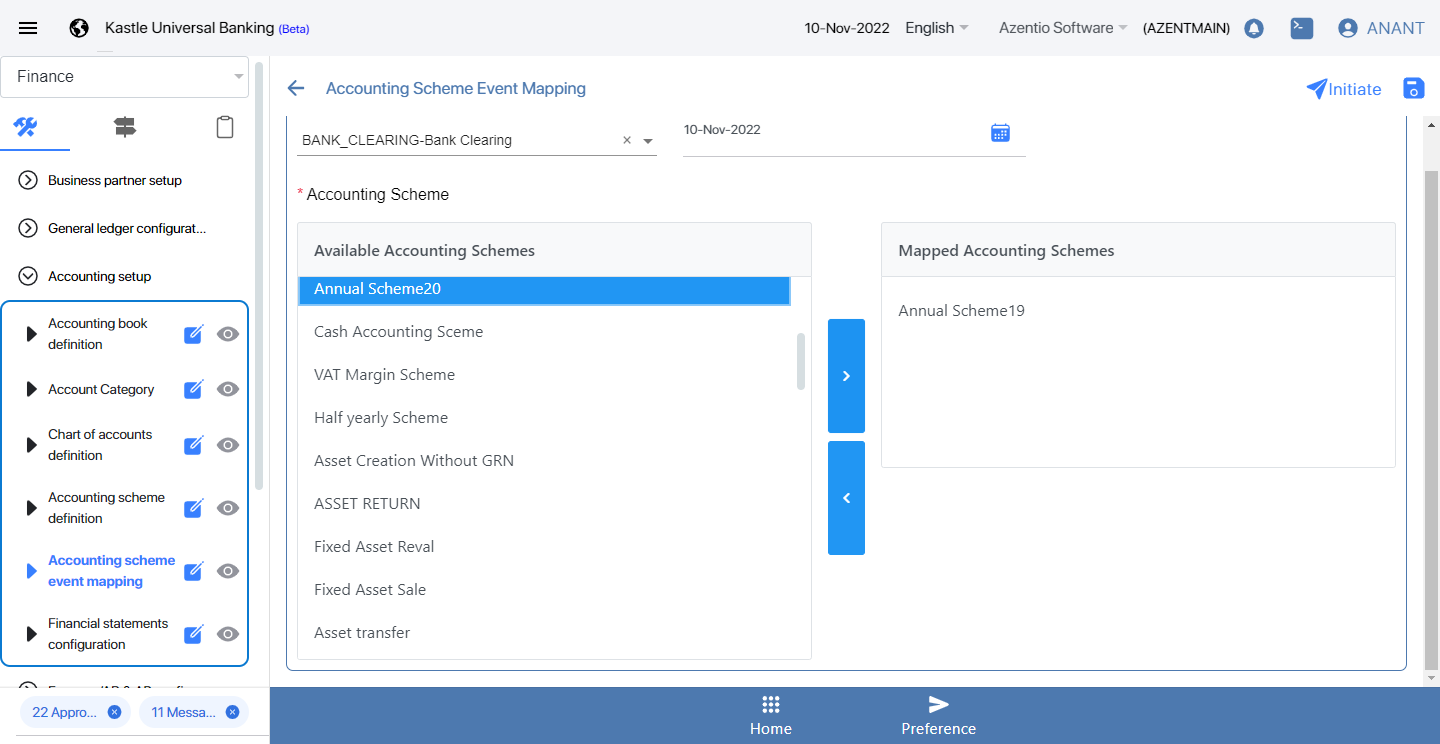 Kastle Universal Banking (Beta)
10-Nov-2022
English
Azentio Software
(AZENTMAIN)
ANANT
Finance
Business partner setup
General ledger configurat...
Accounting setup
Accounting book
definition
Account Category
Chart of accounts
definition
Accounting scheme
definition
Accounting scheme
event mapping
Financial statements
configuration
22 Appro...
11 Messa...
Accounting Scheme Event Mapping
Initiate
BANK_CLEARING-Bank Clearing
10-Nov-2022
* Accounting Scheme
Available Accounting Schemes
Annual Scheme20
Cash Accounting Sceme
VAT Margin Scheme
Half yearly Scheme
Asset Creation Without GRN
ASSET RETURN
Fixed Asset Reval
Fixed Asset Sale
Asset transfer
Mapped Accounting Schemes
Annual Scheme19
Home
Preference